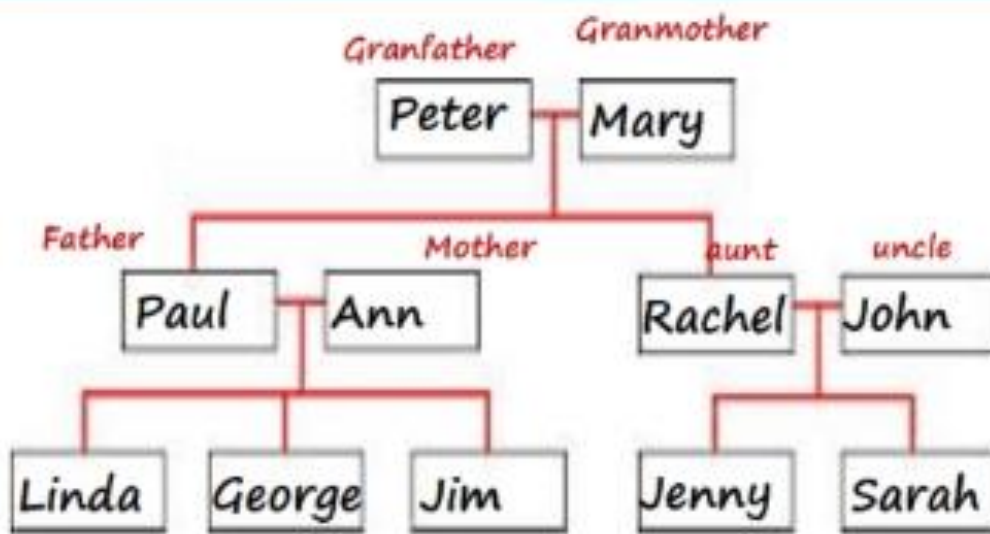 Granfather Granmother
Peter Mary
Father Mother aunt uncle
Paul Ann Rachel John
Linda George Jim Jenny Sarah